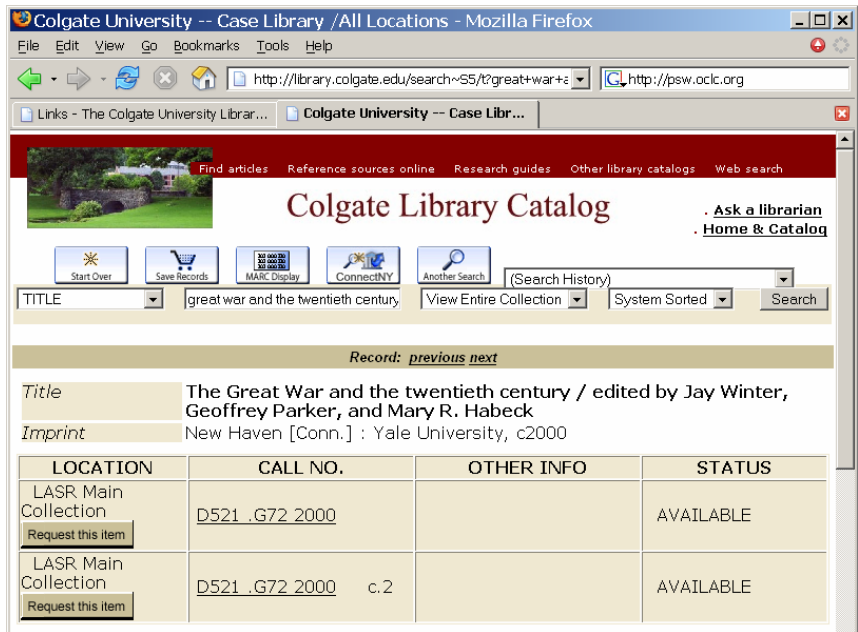 Colgate University -- Case Library /All Locations - Mozilla Firefox
File Edit View Go Bookmarks Tools Help
http://library.colgate.edu/search~S5/t?great+war+a
G http://psw.oclc.org
Links - The Colgate University Librar...
Colgate University -- Case Libr...
Find articles Reference sources online Research guides Other library catalogs Web search
Colgate Library Catalog
. Ask a librarian
. Home & Catalog
Start Over Save Records MARC Display ConnectNY Another Search (Search History)
TITLE great war and the twentieth century View Entire Collection System Sorted Search
Record: previous next
Title The Great War and the twentieth century / edited by Jay Winter,
Geoffrey Parker, and Mary R. Habeck
Imprint New Haven [Conn.] : Yale University, c2000
LOCATION CALL NO. OTHER INFO STATUS
LASR Main
Collection D521 .G72 2000 AVAILABLE
Request this item
LASR Main
Collection D521 .G72 2000 c.2 AVAILABLE
Request this item